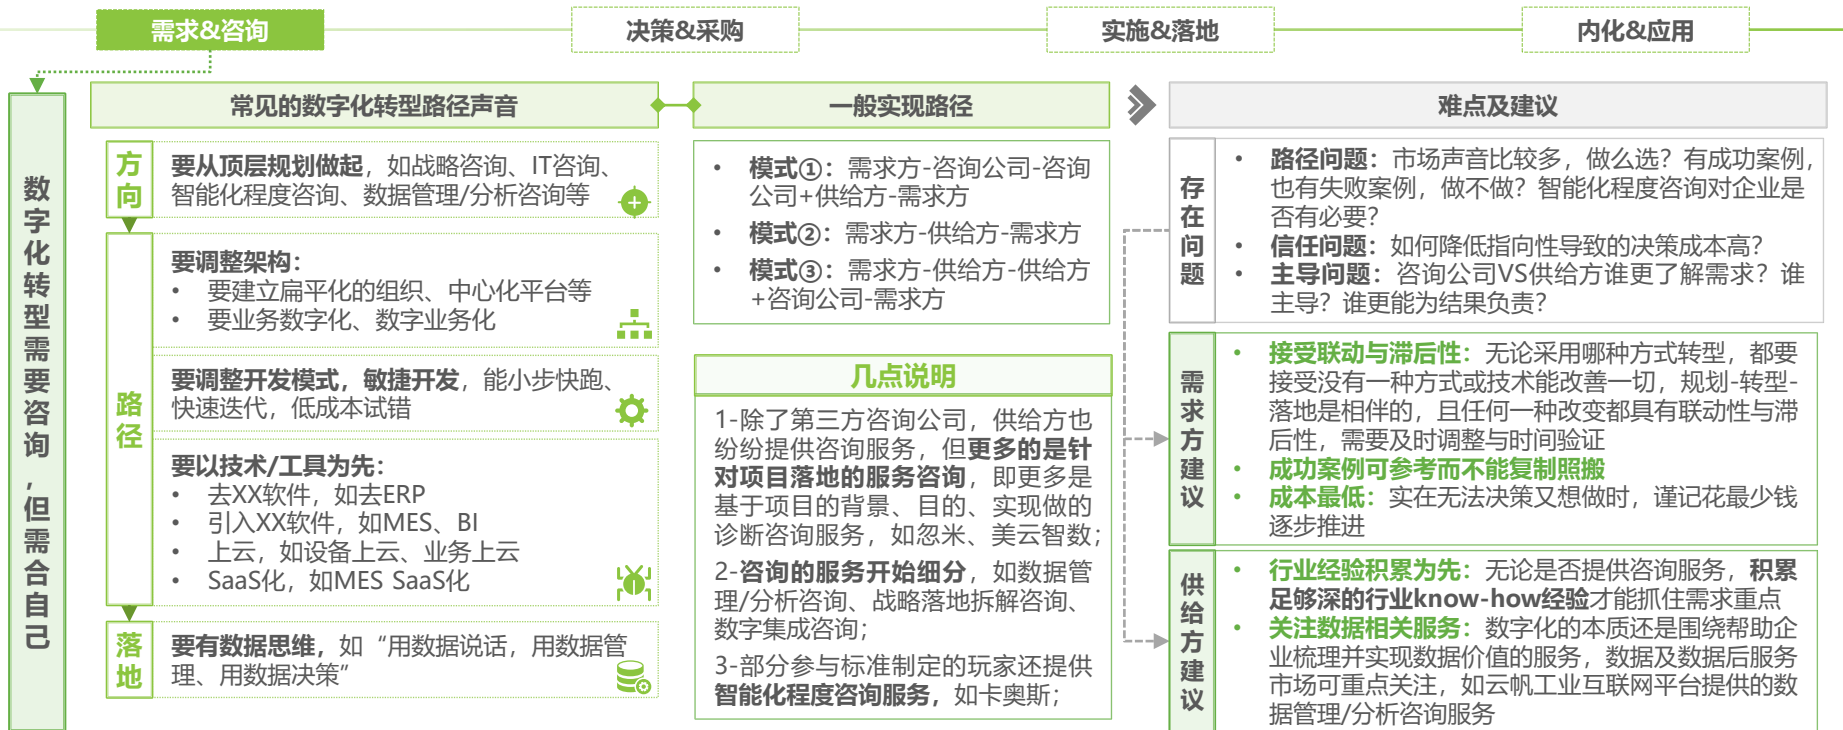 需求&咨询
决策&采购
实施&落地
内化&应用
数字化转型需要咨询，但需合自己
常见的数字化转型路径声音
方向
要从顶层规划做起，如战略咨询、IT咨询、
智能化程度咨询、数据管理/分析咨询等
路径
要调整架构：
• 要建立扁平化的组织、中心化平台等
• 要业务数字化、数字业务化
要调整开发模式，敏捷开发，能小步快跑、
快速迭代，低成本试错
要以技术/工具为先：
• 去XX软件，如去ERP
• 引入XX软件，如MES、BI
• 上云，如设备上云、业务上云
• SaaS化，如MES SaaS化
落地
要有数据思维，如“用数据说话，用数据管
理、用数据决策”
一般实现路径
• 模式①：需求方-咨询公司-咨询
公司+供给方-需求方
• 模式②：需求方-供给方-需求方
• 模式③：需求方-供给方-供给方
+咨询公司-需求方
几点说明
1-除了第三方咨询公司，供给方也
纷纷提供咨询服务，但更多的是针
对项目落地的服务咨询，即更多是
基于项目的背景、目的、实现做的
诊断咨询服务，如忽米、美云智数；
2-咨询的服务开始细分，如数据管
理/分析咨询、战略落地拆解咨询、
数字集成咨询；
3-部分参与标准制定的玩家还提供
智能化程度咨询服务，如卡奥斯；
难点及建议
存在问题
• 路径问题：市场声音比较多，做么选？有成功案例，
也有失败案例，做不做？智能化程度咨询对企业是
否有必要？
• 信任问题：如何降低指向性导致的决策成本高？
• 主导问题：咨询公司VS供给方谁更了解需求？谁
主导？谁更能为结果负责？
需求方建议
• 接受联动与滞后性：无论采用哪种方式转型，都要
接受没有一种方式或技术能改善一切，规划-转型-
落地是相伴的，且任何一种改变都具有联动性与滞
后性，需要及时调整与时间验证
• 成功案例可参考而不能复制照搬
• 成本最低：实在无法决策又想做时，谨记花最少钱
逐步推进
供给方建议
• 行业经验积累为先：无论是否提供咨询服务，积累
足够深的行业know-how经验才能抓住需求重点
• 关注数据相关服务：数字化的本质还是围绕帮助企
业梳理并实现数据价值的服务，数据及数据后服务
市场可重点关注，如云帆工业互联网平台提供的数
据管理/分析咨询服务